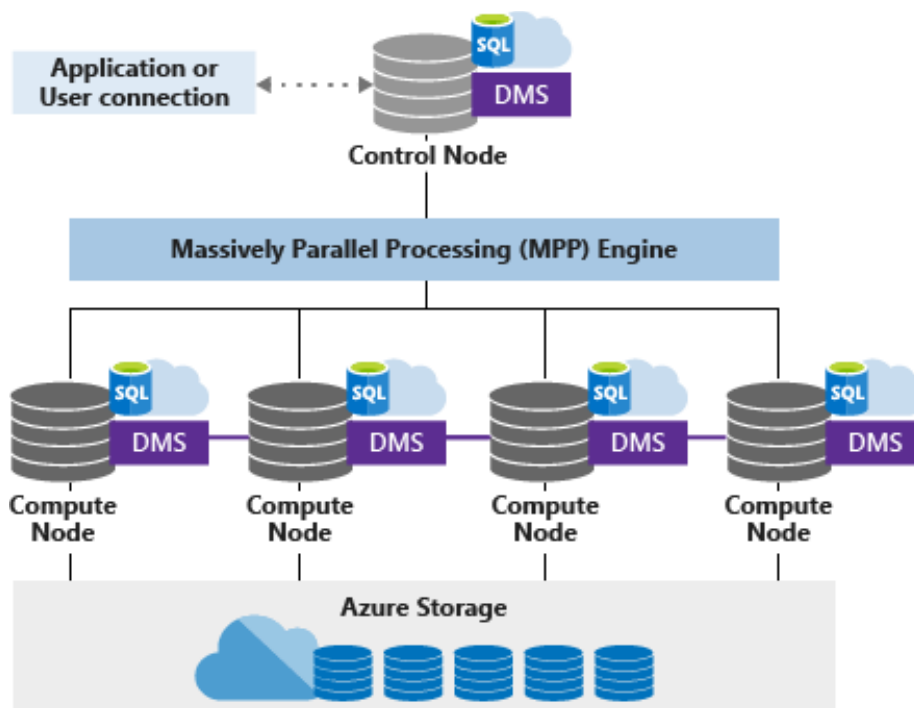 SQL
Application or
User connection
DMS
Control Node
Massively Parallel Processing (MPP) Engine
SQL
SQL
SQL
SQL
DMS
DMS
DMS
DMS
Compute
Node
Compute
Node
Compute
Node
Compute
Node
Azure Storage